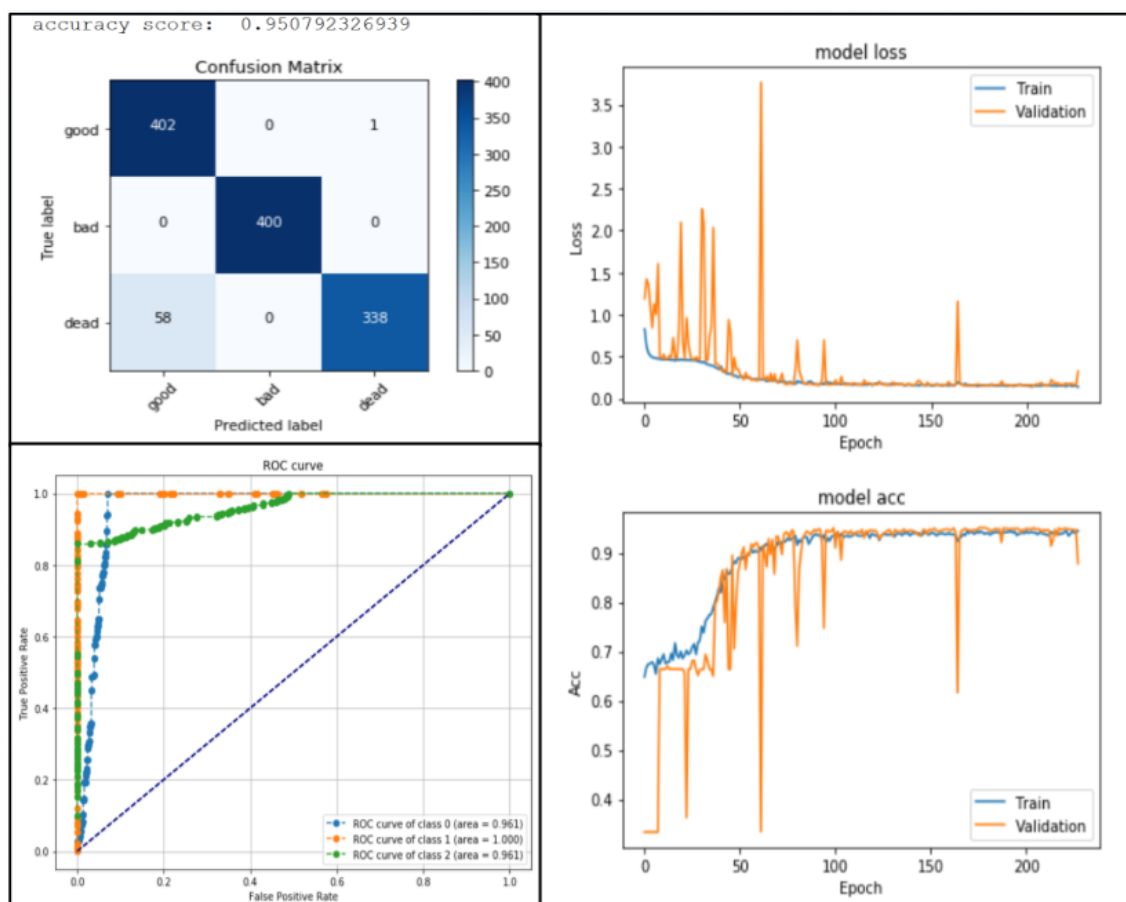 accuracy score:  0.950792326939
Confusion Matrix
good
bad
dead
True label
402 0 1
0 400 0
58 0 338
good bad dead
Predicted label
400
350
300
250
200
150
100
50
0
model loss
Train
Validation
Loss
3.5
3.0
2.5
2.0
1.5
1.0
0.5
0.0
0 50 100 150 200
Epoch
ROC curve
True Positive Rate
1.0
0.8
0.6
0.4
0.2
0.0
ROC curve of class 0 (area = 0.961)
ROC curve of class 1 (area = 1.000)
ROC curve of class 2 (area = 0.961)
0.0 0.2 0.4 0.6 0.8 1.0
False Positive Rate
model acc
Acc
0.9
0.8
0.7
0.6
0.5
0.4
Train
Validation
0 50 100 150 200
Epoch